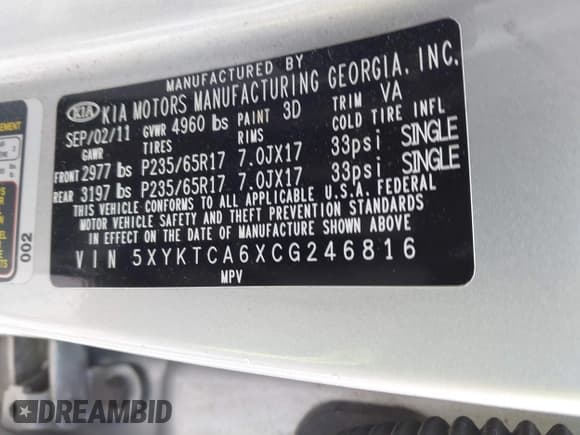 MANUFACTURED BY
KIA KIA MOTORS MANUFACTURING GEORGIA, INC.
SEP/02/11 GVWR 4960 lbs PAINT 3D TRIM VA
GAWR TIRES RIMS COLD TIRE INFL
FRONT 2977 lbs P235/65R17 7.0JX17 33psi SINGLE
REAR 3197 lbs P235/65R17 7.0JX17 33psi SINGLE
THIS VEHICLE CONFORMS TO ALL APPLICABLE U.S.A. FEDERAL
MOTOR VEHICLE SAFETY AND THEFT PREVENTION STANDARDS
IN EFFECT ON THE DATE OF MANUFACTURE SHOWN ABOVE
VIN 5XYKTCA6XCG246816
MPV
002
DREAMBID